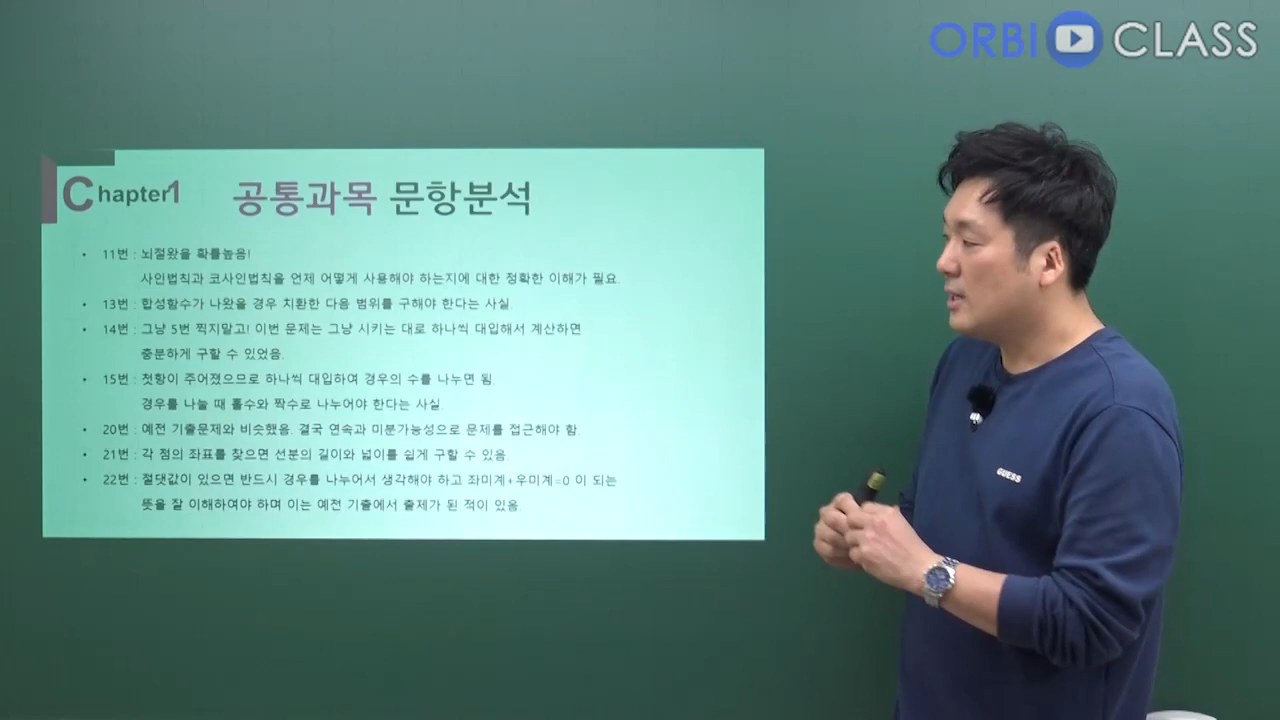 ORBI CLASS
Chapter1 공통과목 문항분석
• 11번 : 뇌절왔을 확률높음!
사인법칙과 코사인법칙을 언제 어떻게 사용해야 하는지에 대한 정확한 이해가 필요.
• 13번 : 합성함수가 나왔을 경우 치환한 다음 범위를 구해야 한다는 사실.
• 14번 : 그냥 5번 찍지말고! 이번 문제는 그냥 시키는 대로 하나씩 대입해서 계산하면
충분하게 구할 수 있었음.
• 15번 : 첫항이 주어졌으므로 하나씩 대입하여 경우의 수를 나누면 됨.
경우를 나눌 때 홀수와 짝수로 나누어야 한다는 사실.
• 20번 : 예전 기출문제와 비슷했음. 결국 연속과 미분가능성으로 문제를 접근해야 함.
• 21번 : 각 점의 좌표를 찾으면 선분의 길이와 넓이를 쉽게 구할 수 있음.
• 22번 : 절댓값이 있으면 반드시 경우를 나누어서 생각해야 하고 좌미계+우미계=0 이 되는
뜻을 잘 이해하여야 하며 이는 예전 기출에서 출제가 된 적이 있음.
GUESS